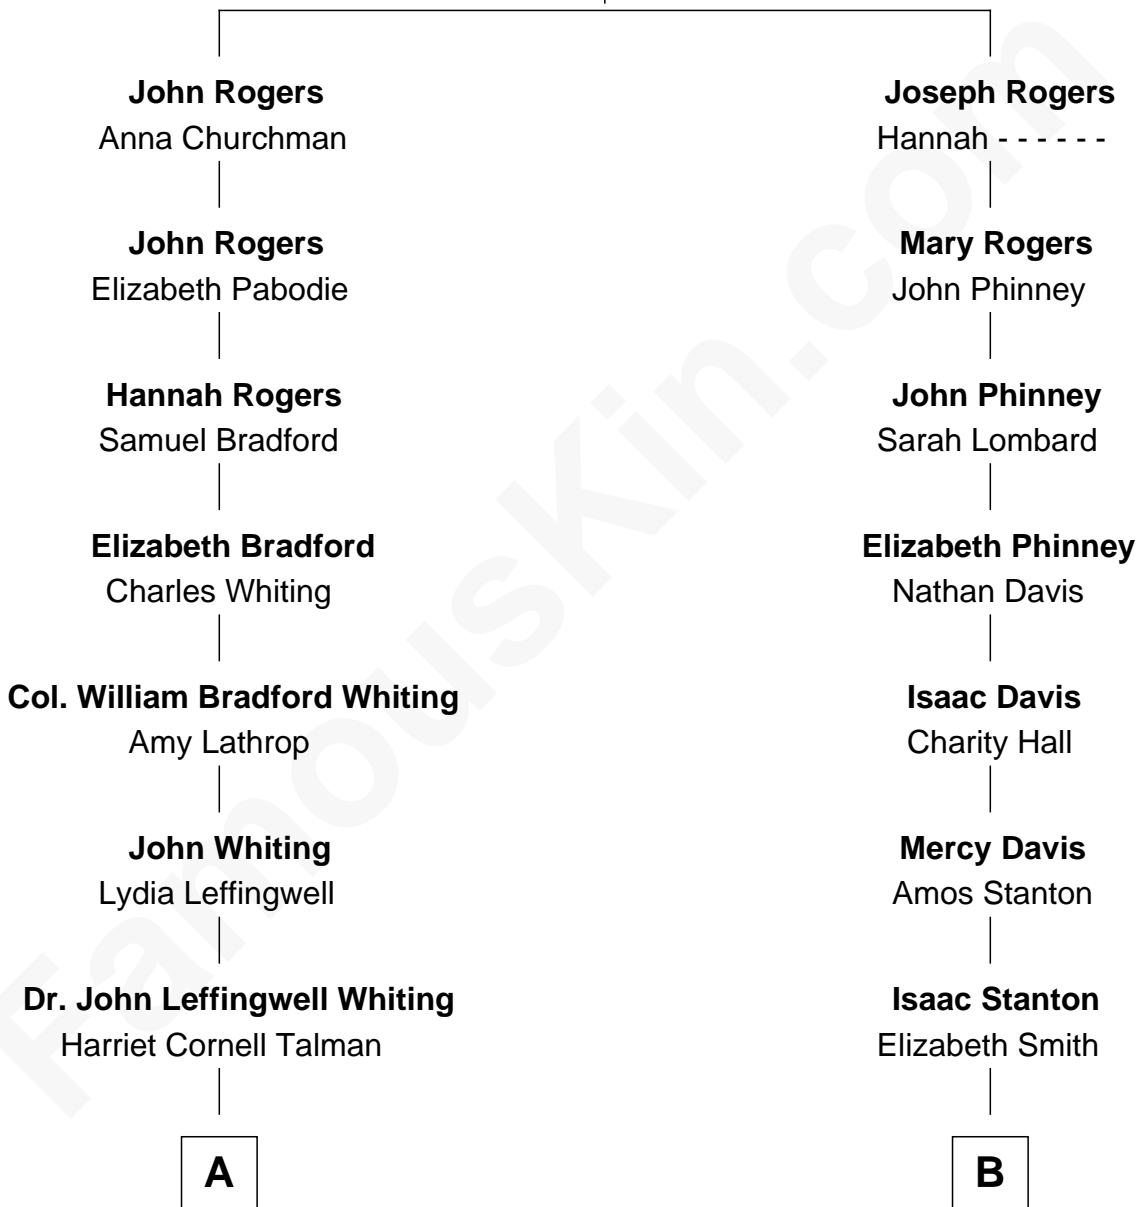 John Rogers
Anna Churchman
Joseph Rogers
Hannah - - - - - -
John Rogers
Elizabeth Pabodie
Mary Rogers
John Phinney
Hannah Rogers
Samuel Bradford
John Phinney
Sarah Lombard
Elizabeth Bradford
Charles Whiting
Elizabeth Phinney
Nathan Davis
Col. William Bradford Whiting
Amy Lathrop
Isaac Davis
Charity Hall
John Whiting
Lydia Leffingwell
Mercy Davis
Amos Stanton
Dr. John Leffingwell Whiting
Harriet Cornell Talman
Isaac Stanton
Elizabeth Smith
A
B
FamousKin.com